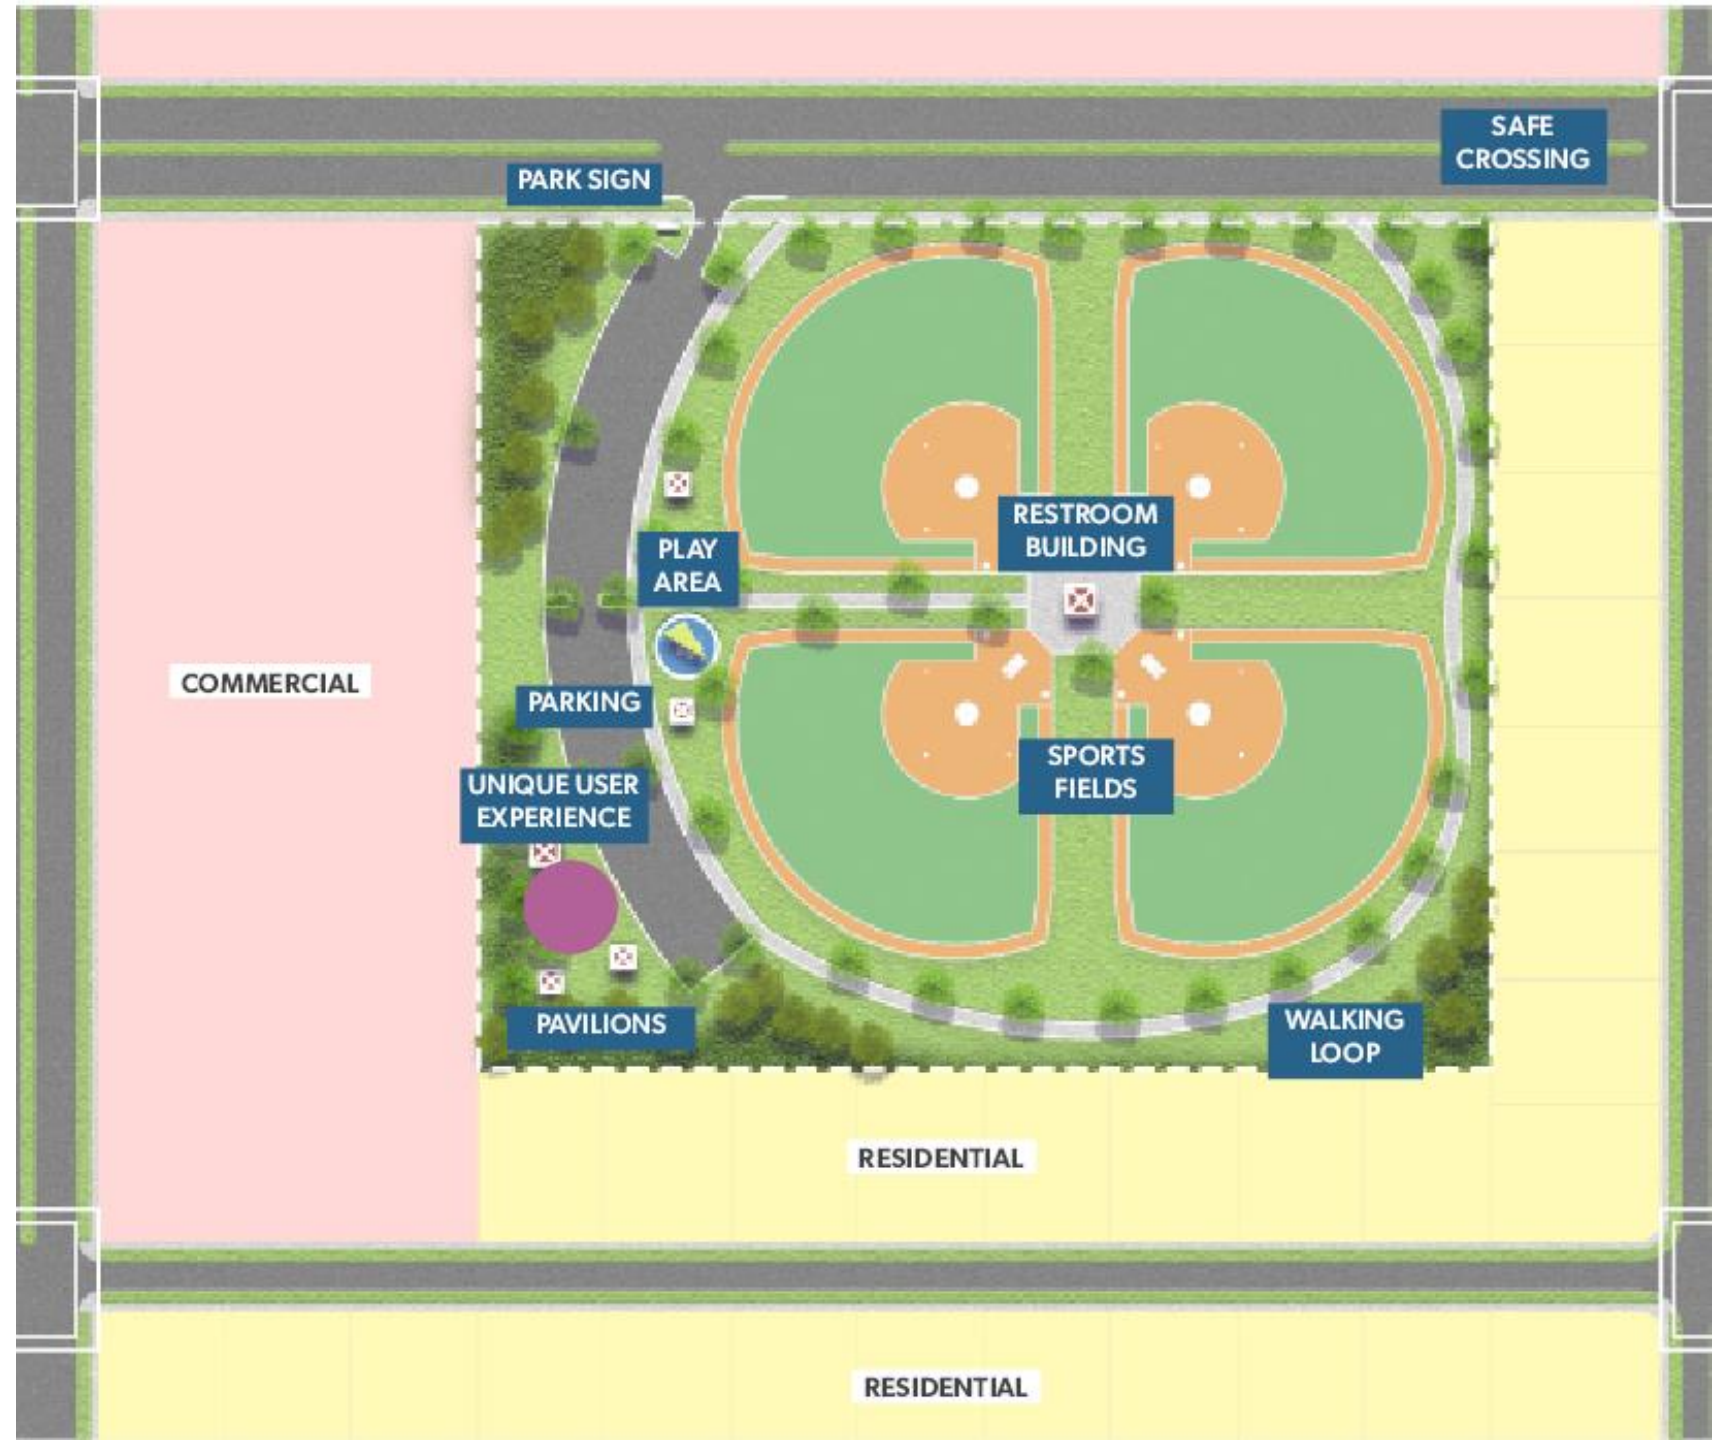 SAFE
CROSSING
PARK SIGN
RESTROOM
BUILDING
PLAY
AREA
COMMERCIAL
PARKING
SPORTS
FIELDS
UNIQUE USER
EXPERIENCE
PAVILIONS
WALKING
LOOP
RESIDENTIAL
RESIDENTIAL